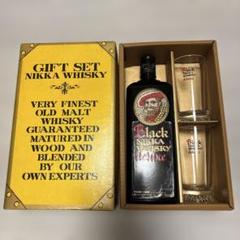 GIFT SET
NIKKA WHISKY
VERY FINEST
OLD MALT
WHISKY
GUARANTEED
MATURED IN
WOOD AND
BLENDED
BY OUR
OWN EXPERTS
Black
NIKKA WHISKY
deluxe